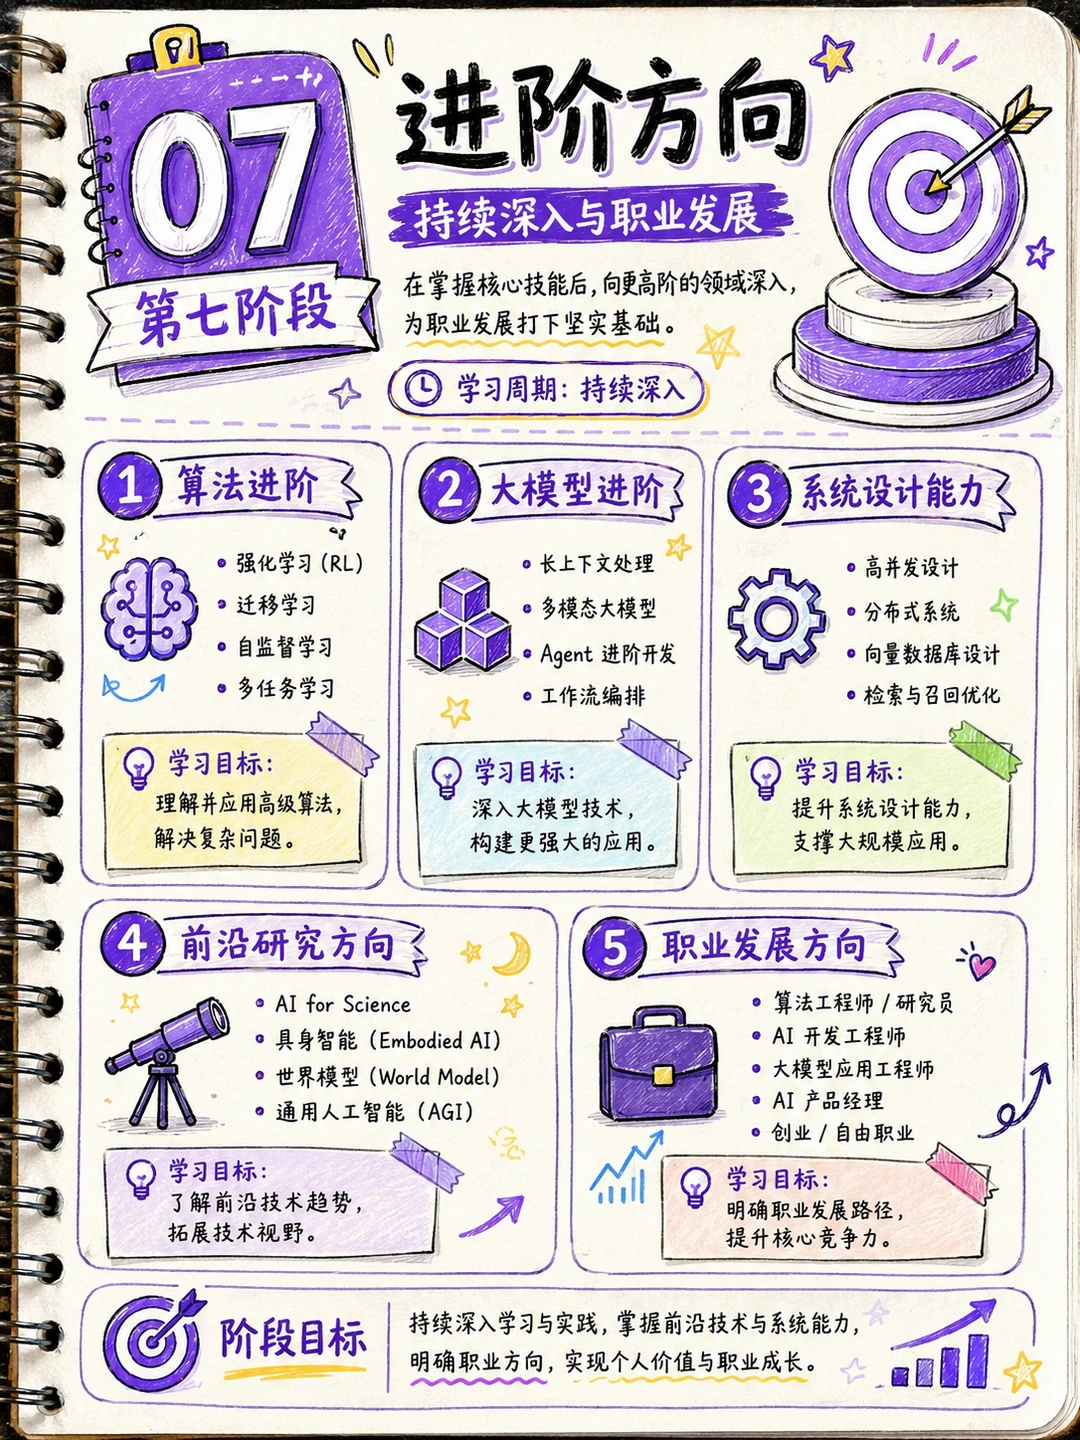 07
第七阶段
进阶方向
持续深入与职业发展
在掌握核心技能后，向更高阶的领域深入，
为职业发展打下坚实基础。
学习周期：持续深入
1 算法进阶
• 强化学习 (RL)
• 迁移学习
• 自监督学习
• 多任务学习
学习目标：
理解并应用高级算法，
解决复杂问题。
2 大模型进阶
• 长上下文处理
• 多模态大模型
• Agent 进阶开发
• 工作流编排
学习目标：
深入大模型技术，
构建更强大的应用。
3 系统设计能力
• 高并发设计
• 分布式系统
• 向量数据库设计
• 检索与召回优化
学习目标：
提升系统设计能力，
支撑大规模应用。
4 前沿研究方向
• AI for Science
• 具身智能（Embodied AI）
• 世界模型（World Model）
• 通用人工智能（AGI）
学习目标：
了解前沿技术趋势，
拓展技术视野。
5 职业发展方向
• 算法工程师 / 研究员
• AI 开发工程师
• 大模型应用工程师
• AI 产品经理
• 创业 / 自由职业
学习目标：
明确职业发展路径，
提升核心竞争力。
阶段目标
持续深入学习与实践，掌握前沿技术与系统能力，
明确职业方向，实现个人价值与职业成长。